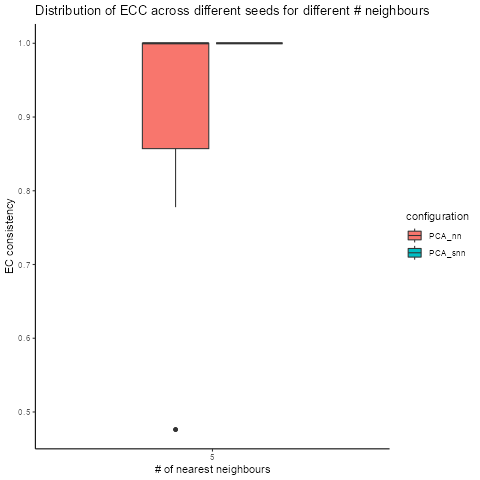 Distribution of ECC across different seeds for different # neighbours
1.0
0.9
0.8
0.7
0.6
0.5
EC consistency
5
# of nearest neighbours
configuration
PCA_nn
PCA_snn